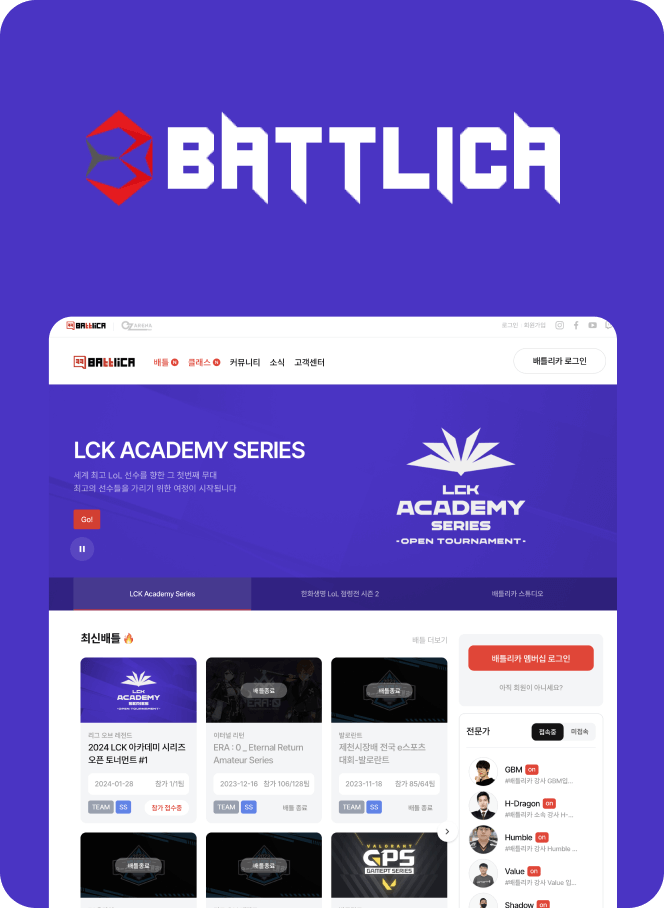 BATTLICA
BATTLICA
OZ ARENA
로그인
회원가입
BATTLICA
배틀 N
클래스 N
커뮤니티
소식
고객센터
배틀리카 로그인
LCK ACADEMY SERIES
세계 최고 LoL 선수를 향한 그 첫번째 무대
최고의 선수들을 가리기 위한 여정이 시작됩니다
Go!
LCK
ACADEMY
SERIES
-OPEN TOURNAMENT-
LCK Academy Series
한화생명 LoL 점령전 시즌 2
배틀리카 스튜디오
최신배틀
배틀 더보기
LCK
ACADEMY
SERIES
-OPEN TOURNAMENT-
리그 오브 레전드
2024 LCK 아카데미 시리즈
오픈 토너먼트 #1
2024-01-28
참가 1/1팀
TEAM
SS
참가 접수중
배틀종료
이터널 리턴
ERA : 0 _ Eternal Return
Amateur Series
2023-12-16
참가 106/128팀
TEAM
SS
배틀 종료
배틀종료
발로란트
제천시장배 전국 e스포츠
대회-발로란트
2023-11-18
참가 85/64팀
TEAM
SS
배틀 종료
배틀종료
배틀종료
VALORANT
GPS
GAMEPT SERIES
배틀리카 멤버십 로그인
아직 회원이 아니세요?
전문가
접속중
미접속
GBM on
#배틀리카 강사 GBM입...
H-Dragon on
#배틀리카 소속 강사 H-...
Humble on
#배틀리카 강사 Humble ...
Value on
#배틀리카 강사 Value 입...
Shadow on